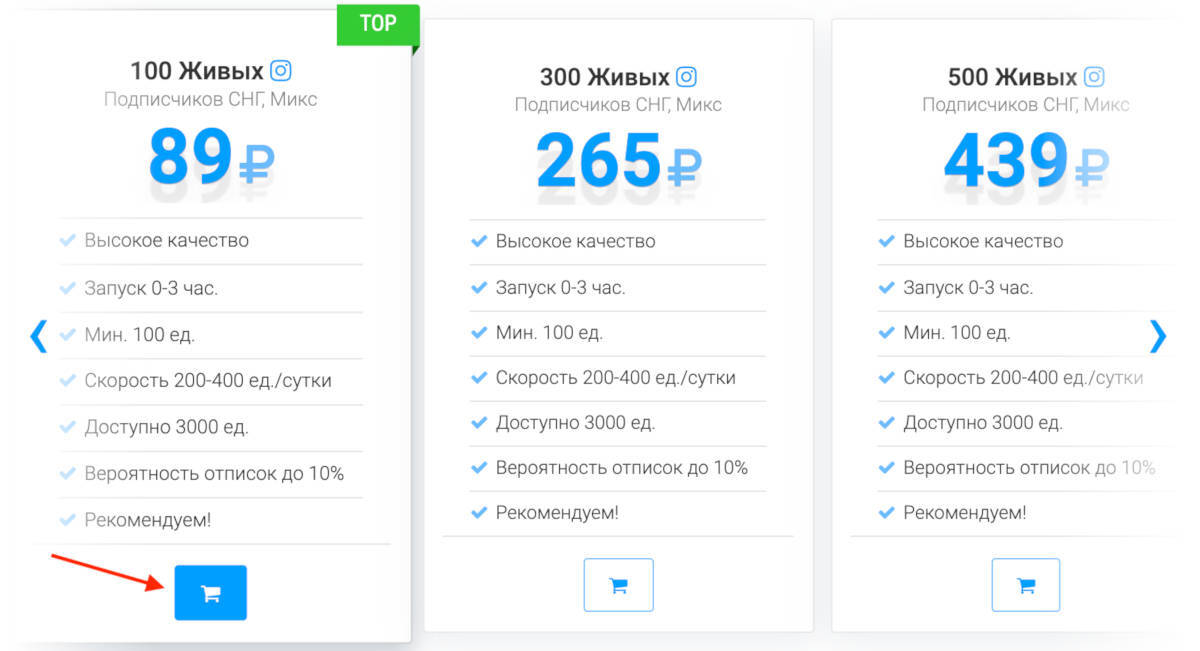 TOP
100 Живых
Подписчиков СНГ, Микс
89₽
Высокое качество
Запуск 0-3 час.
Мин. 100 ед.
Скорость 200-400 ед./сутки
Доступно 3000 ед.
Вероятность отписок до 10%
Рекомендуем!
300 Живых
Подписчиков СНГ, Микс
265₽
Высокое качество
Запуск 0-3 час.
Мин. 100 ед.
Скорость 200-400 ед./сутки
Доступно 3000 ед.
Вероятность отписок до 10%
Рекомендуем!
500 Живых
Подписчиков СНГ, Микс
439₽
Высокое качество
Запуск 0-3 час.
Мин. 100 ед.
Скорость 200-400 ед./сутки
Доступно 3000 ед.
Вероятность отписок до 10%
Рекомендуем!